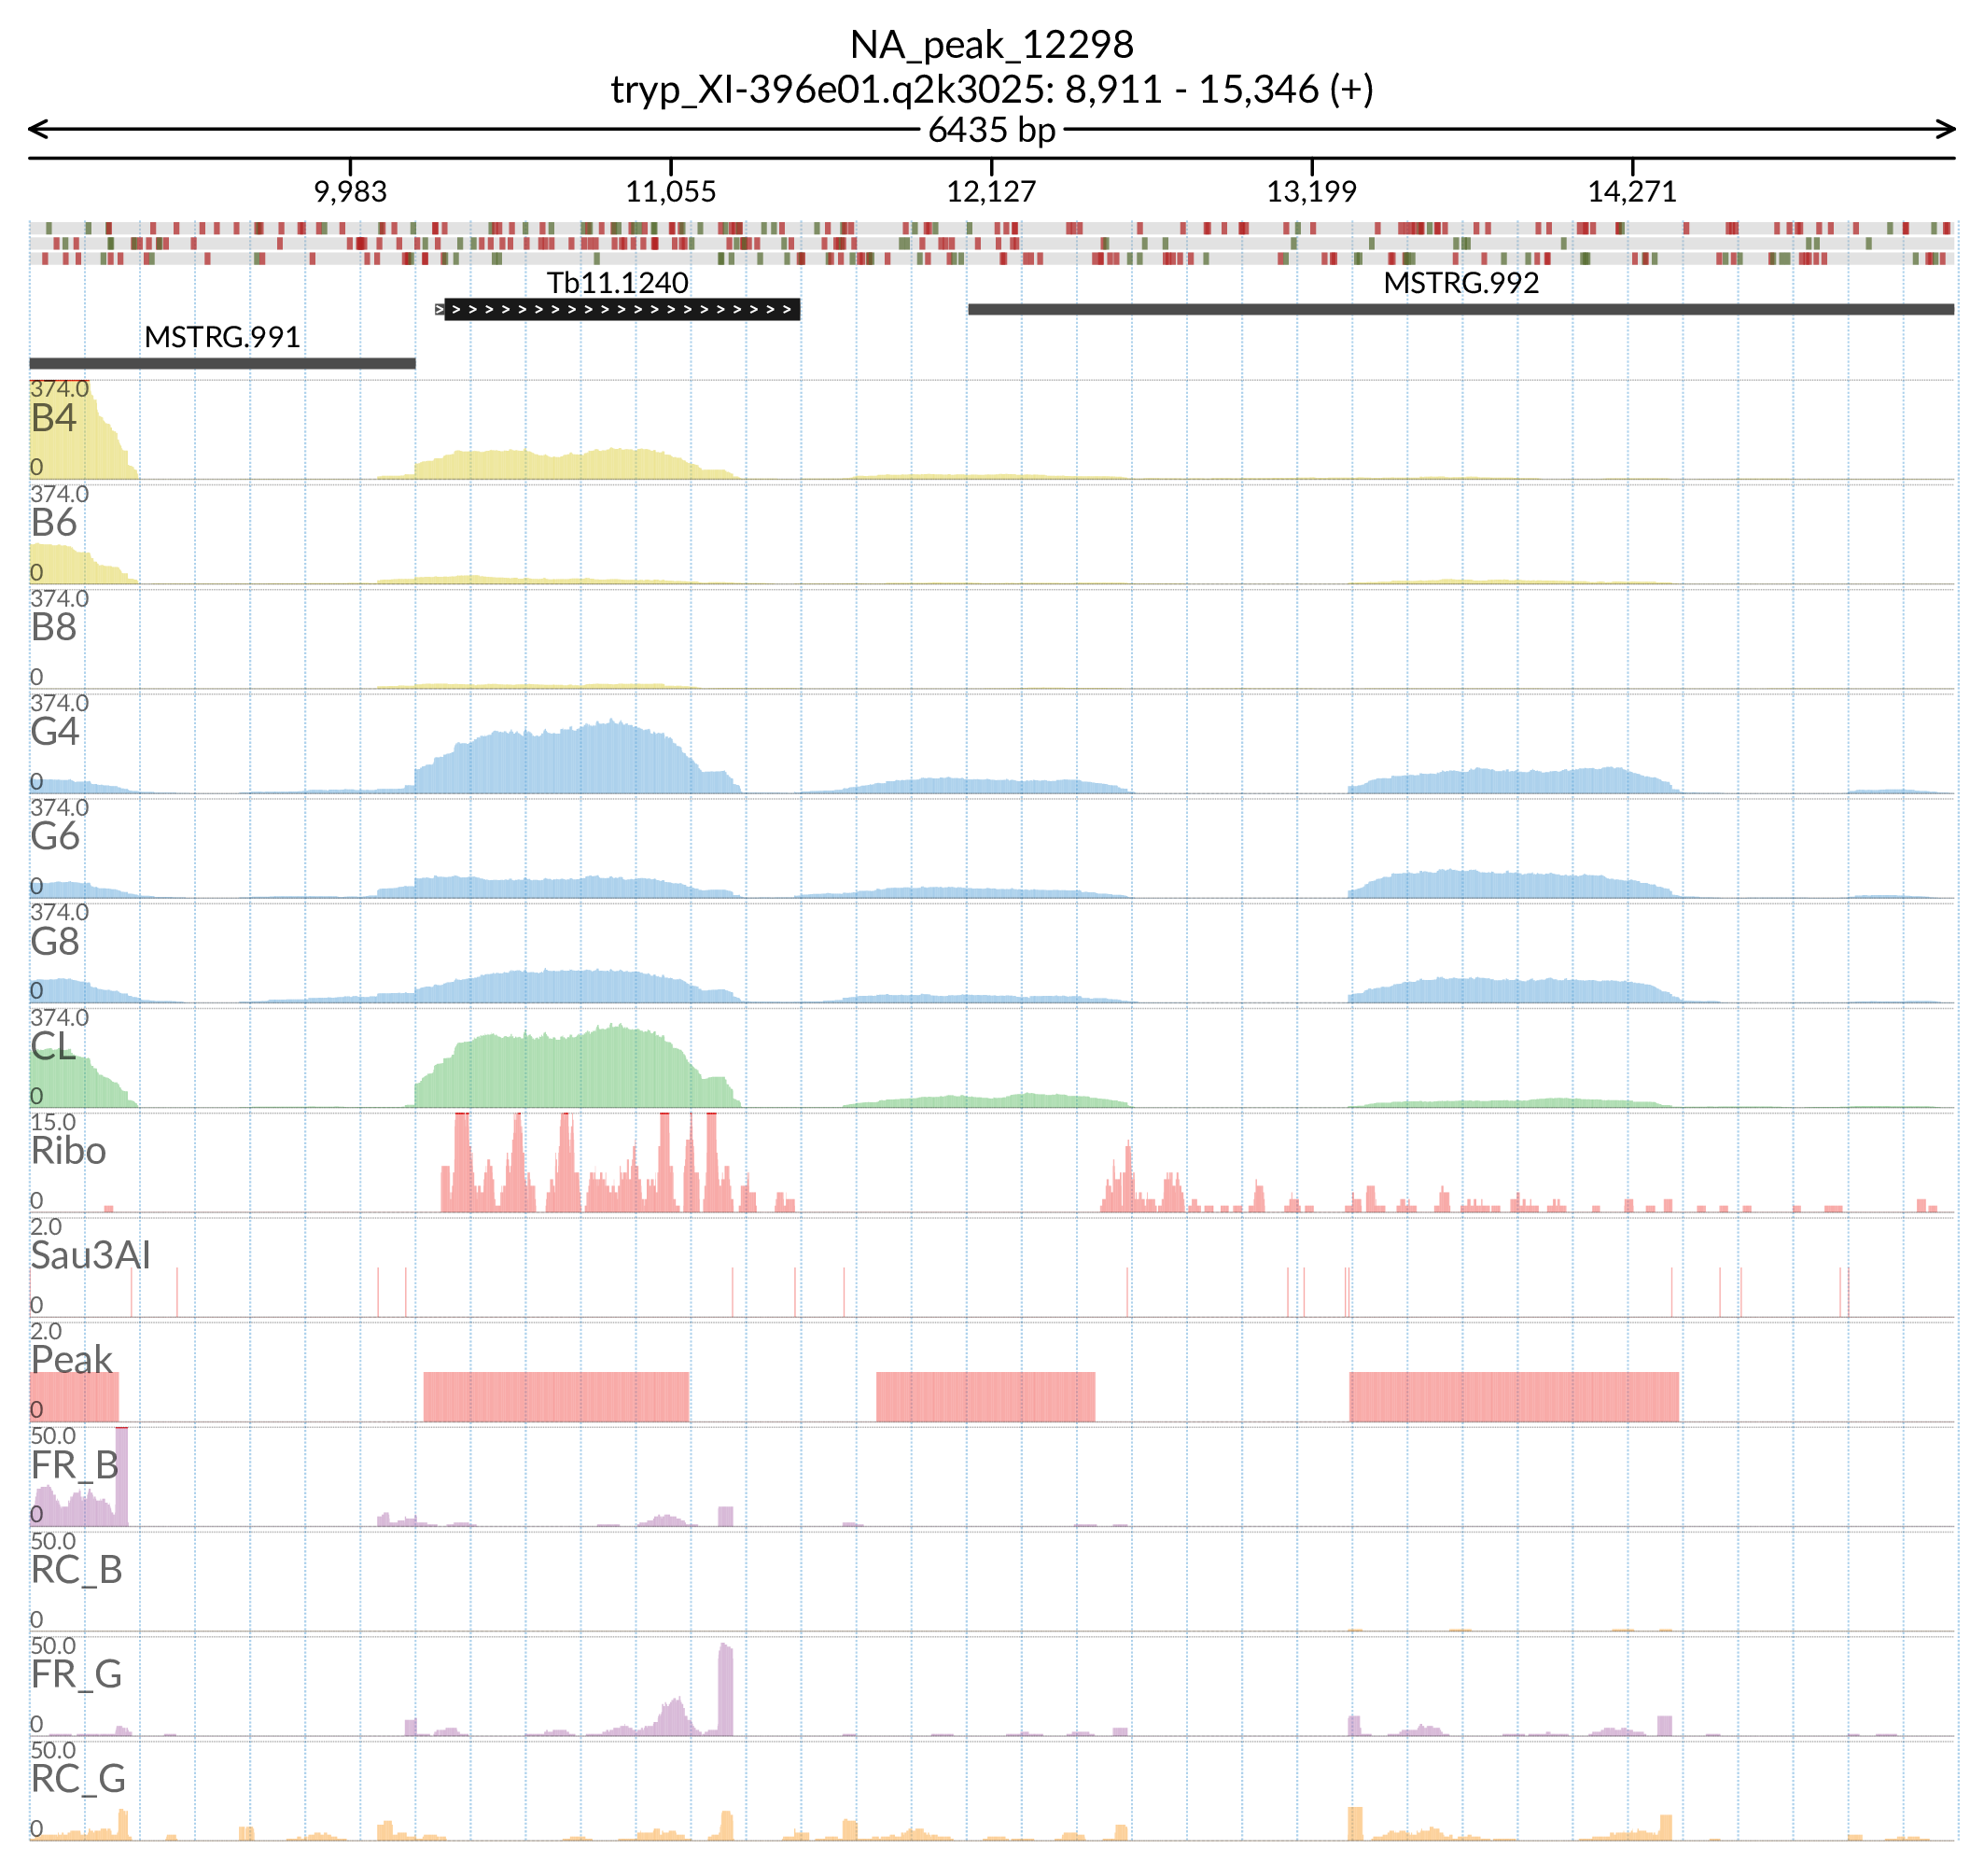 NA_peak_12298
tryp_XI-396e01.q2k3025: 8,911 - 15,346 (+)
6435 bp
9,983 11,055 12,127 13,199 14,271
Tb11.1240 MSTRG.992
MSTRG.991
374.0
B4
0
374.0
B6
0
374.0
B8
0
374.0
G4
0
374.0
G6
0
374.0
G8
0
374.0
CL
0
15.0
Ribo
0
2.0
Sau3AI
0
2.0
Peak
0
50.0
FR_B
0
50.0
RC_B
0
50.0
FR_G
0
50.0
RC_G
0